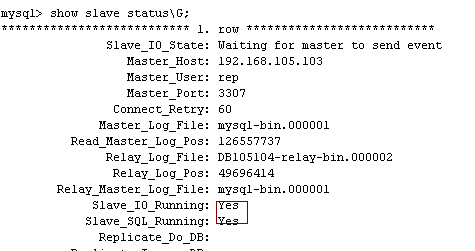 mysql> show slave status\G;
*************************** 1. row ***************************
Slave_IO_State: Waiting for master to send event
Master_Host: 192.168.105.103
Master_User: rep
Master_Port: 3307
Connect_Retry: 60
Master_Log_File: mysql-bin.000001
Read_Master_Log_Pos: 126557737
Relay_Log_File: DB105104-relay-bin.000002
Relay_Log_Pos: 49696414
Relay_Master_Log_File: mysql-bin.000001
Slave_IO_Running: Yes
Slave_SQL_Running: Yes
Replicate_Do_DB: